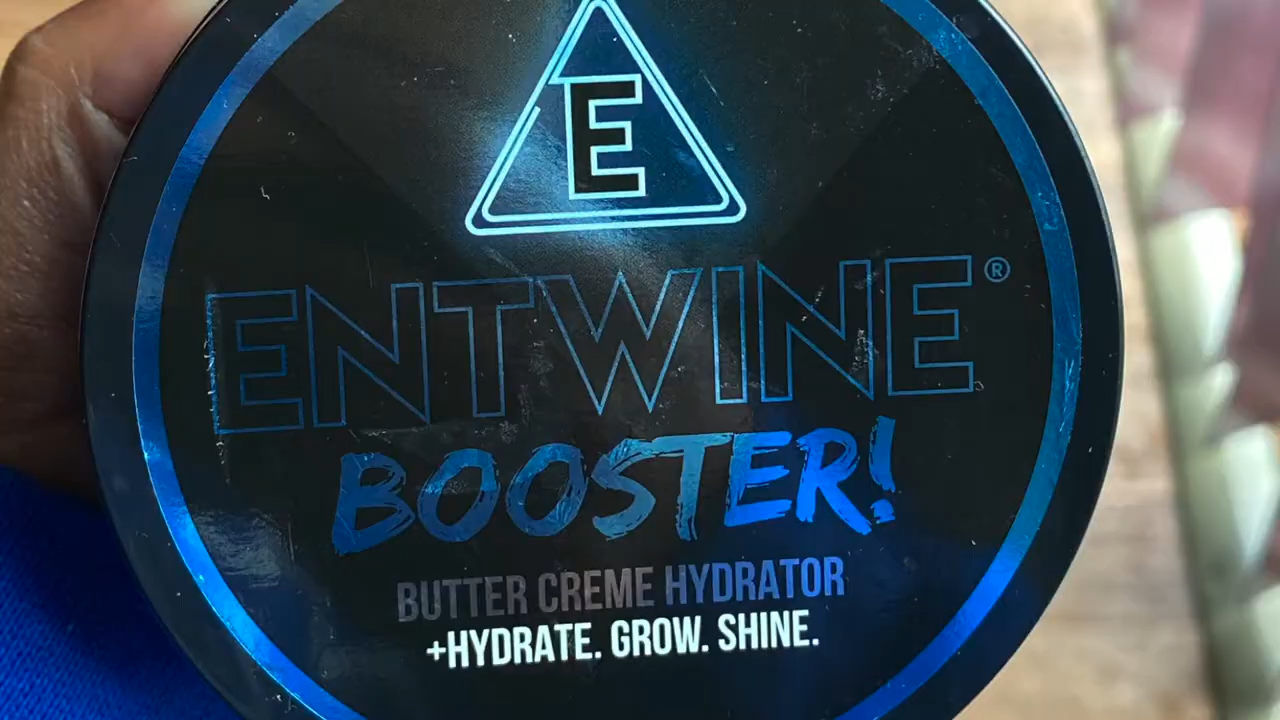 E
ENTWINE®
BOOSTER!
BUTTER CREME HYDRATOR
+HYDRATE. GROW. SHINE.